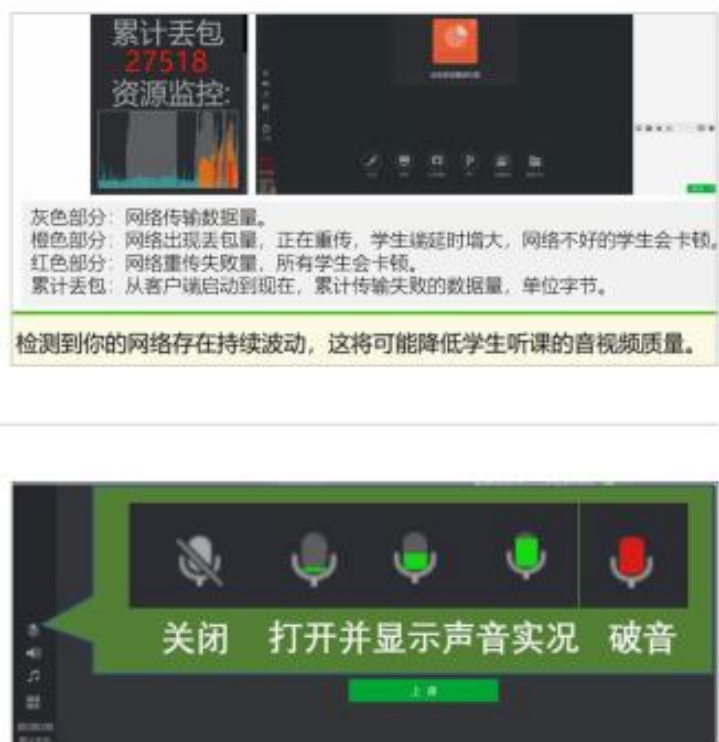 累计丢包
27518
资源监控:
灰色部分：网络传输数据量。
橙色部分：网络出现丢包量，正在重传，学生端延时增大，网络不好的学生会卡顿。
红色部分：网络重传失败量，所有学生会卡顿。
累计丢包：从客户端启动到现在，累计传输失败的数据量，单位字节。
检测到你的网络存在持续波动，这将可能降低学生听课的音视频质量。
关闭 打开并显示声音实况 破音
上课